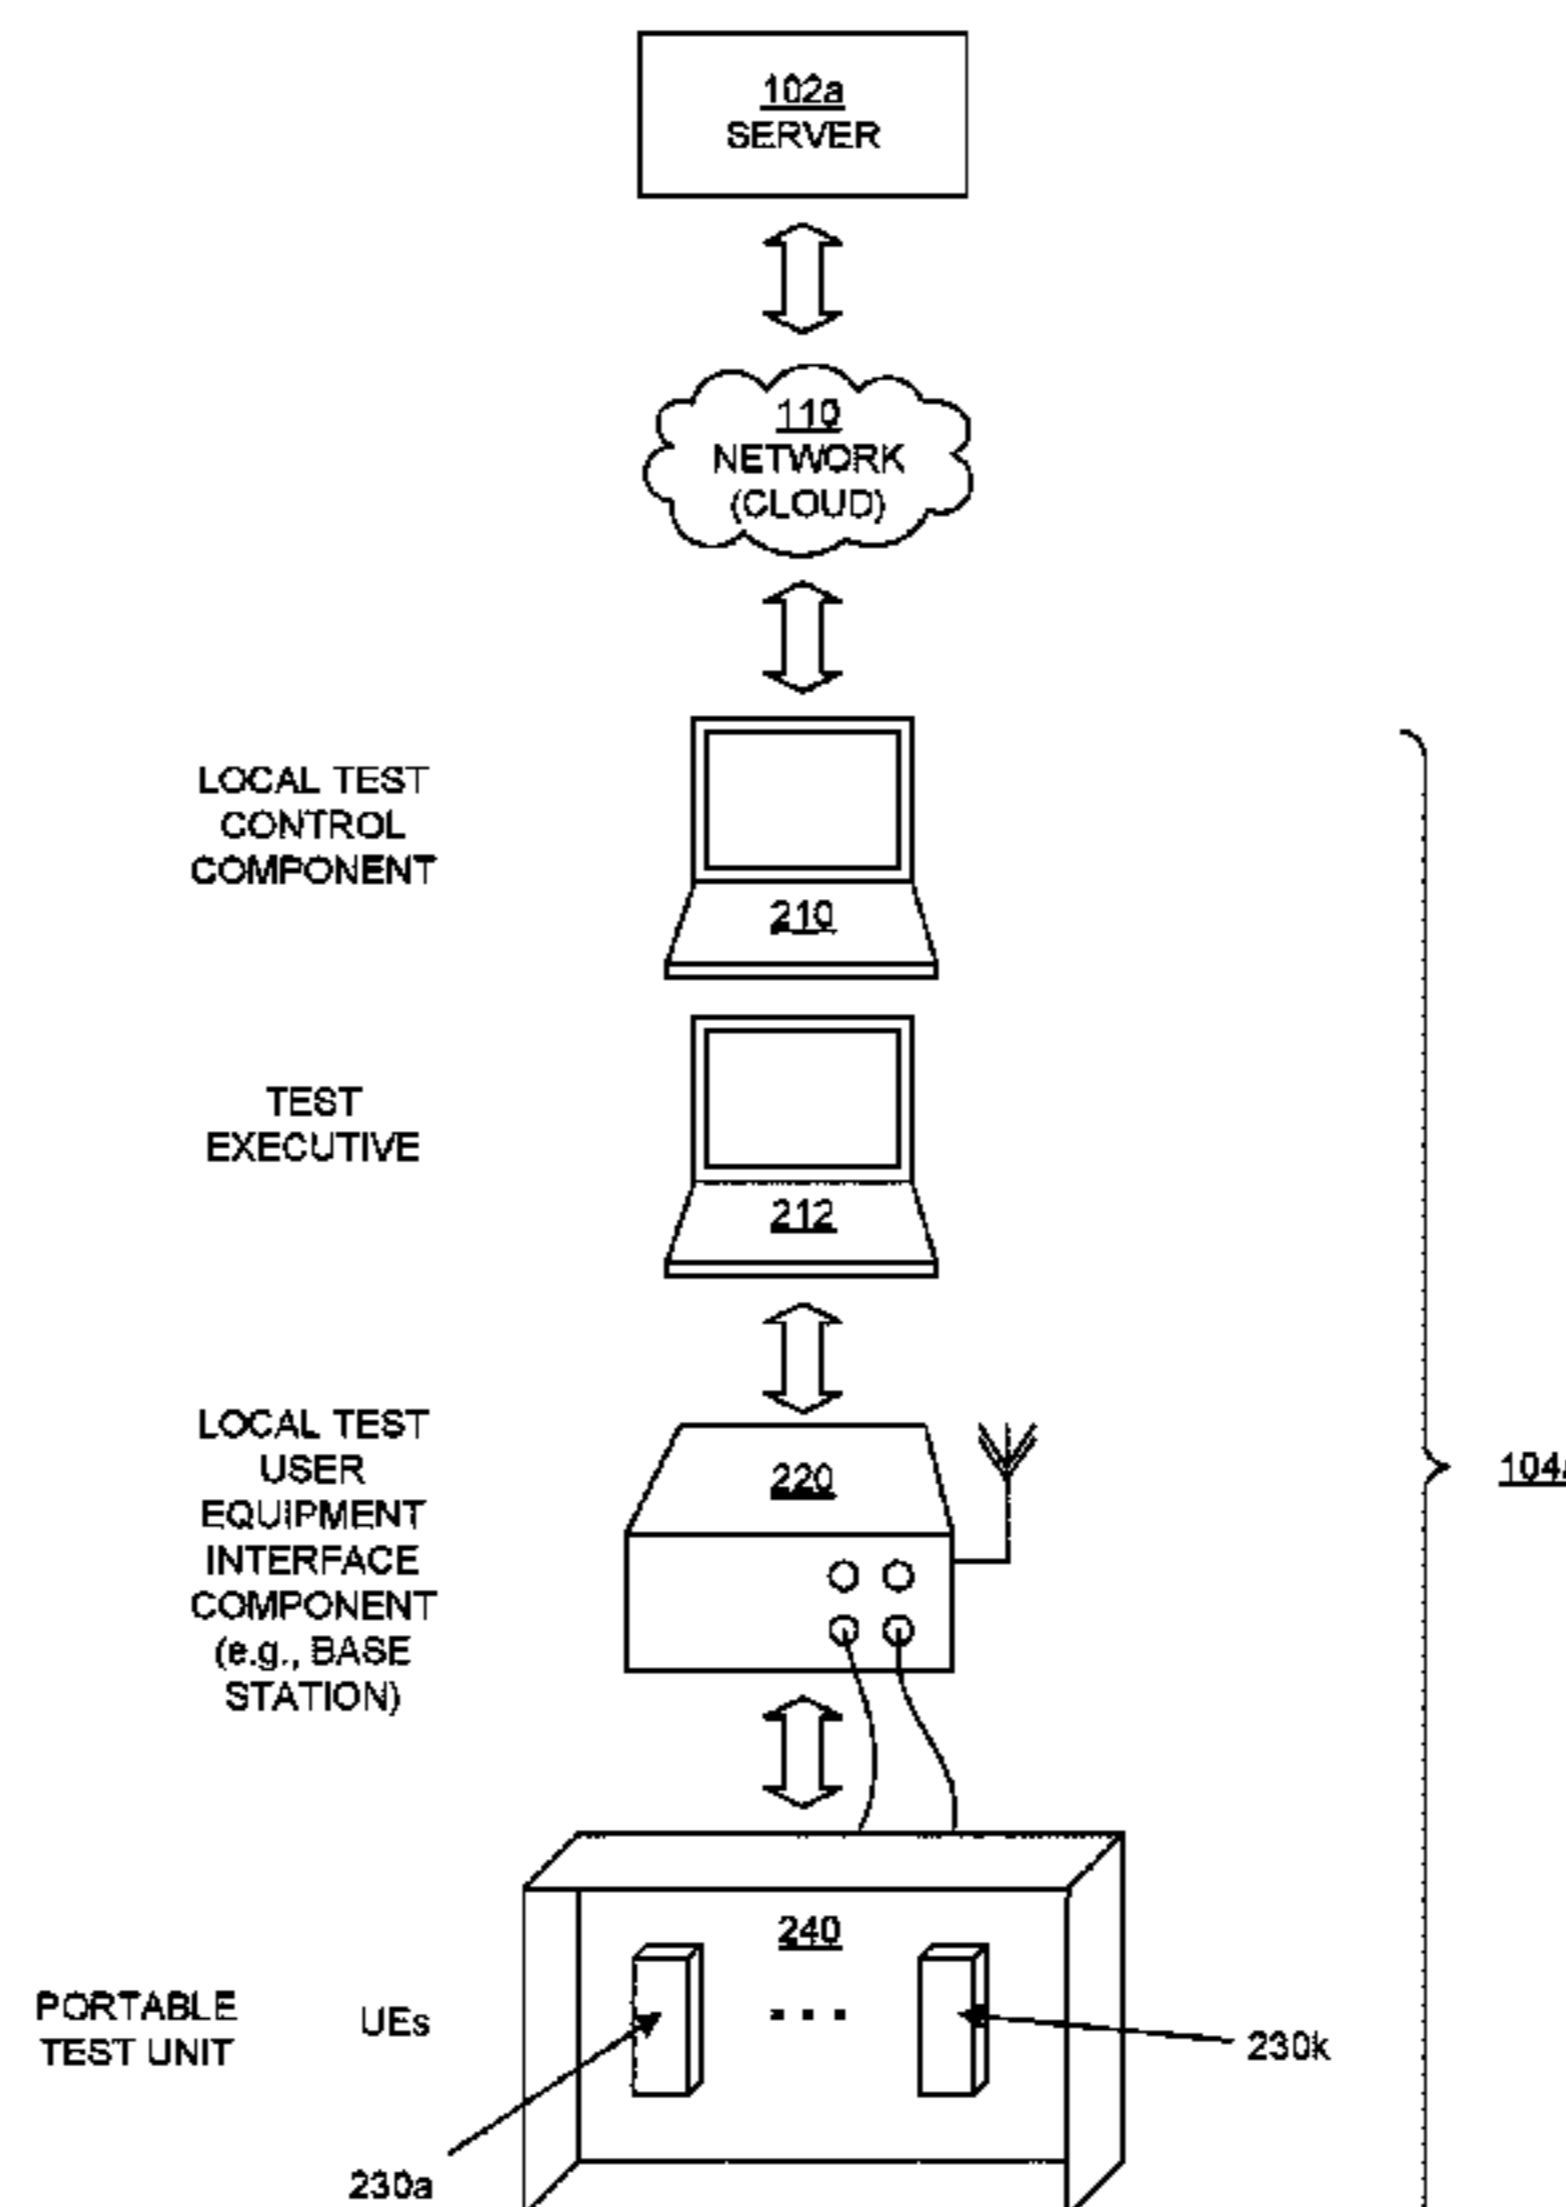 102a
SERVER
110
NETWORK
(CLOUD)
LOCAL TEST
CONTROL
COMPONENT
210
TEST
EXECUTIVE
212
LOCAL TEST
USER
EQUIPMENT
INTERFACE
COMPONENT
(e.g., BASE
STATION)
220
104a
240
PORTABLE
TEST UNIT
UEs
230k
230a